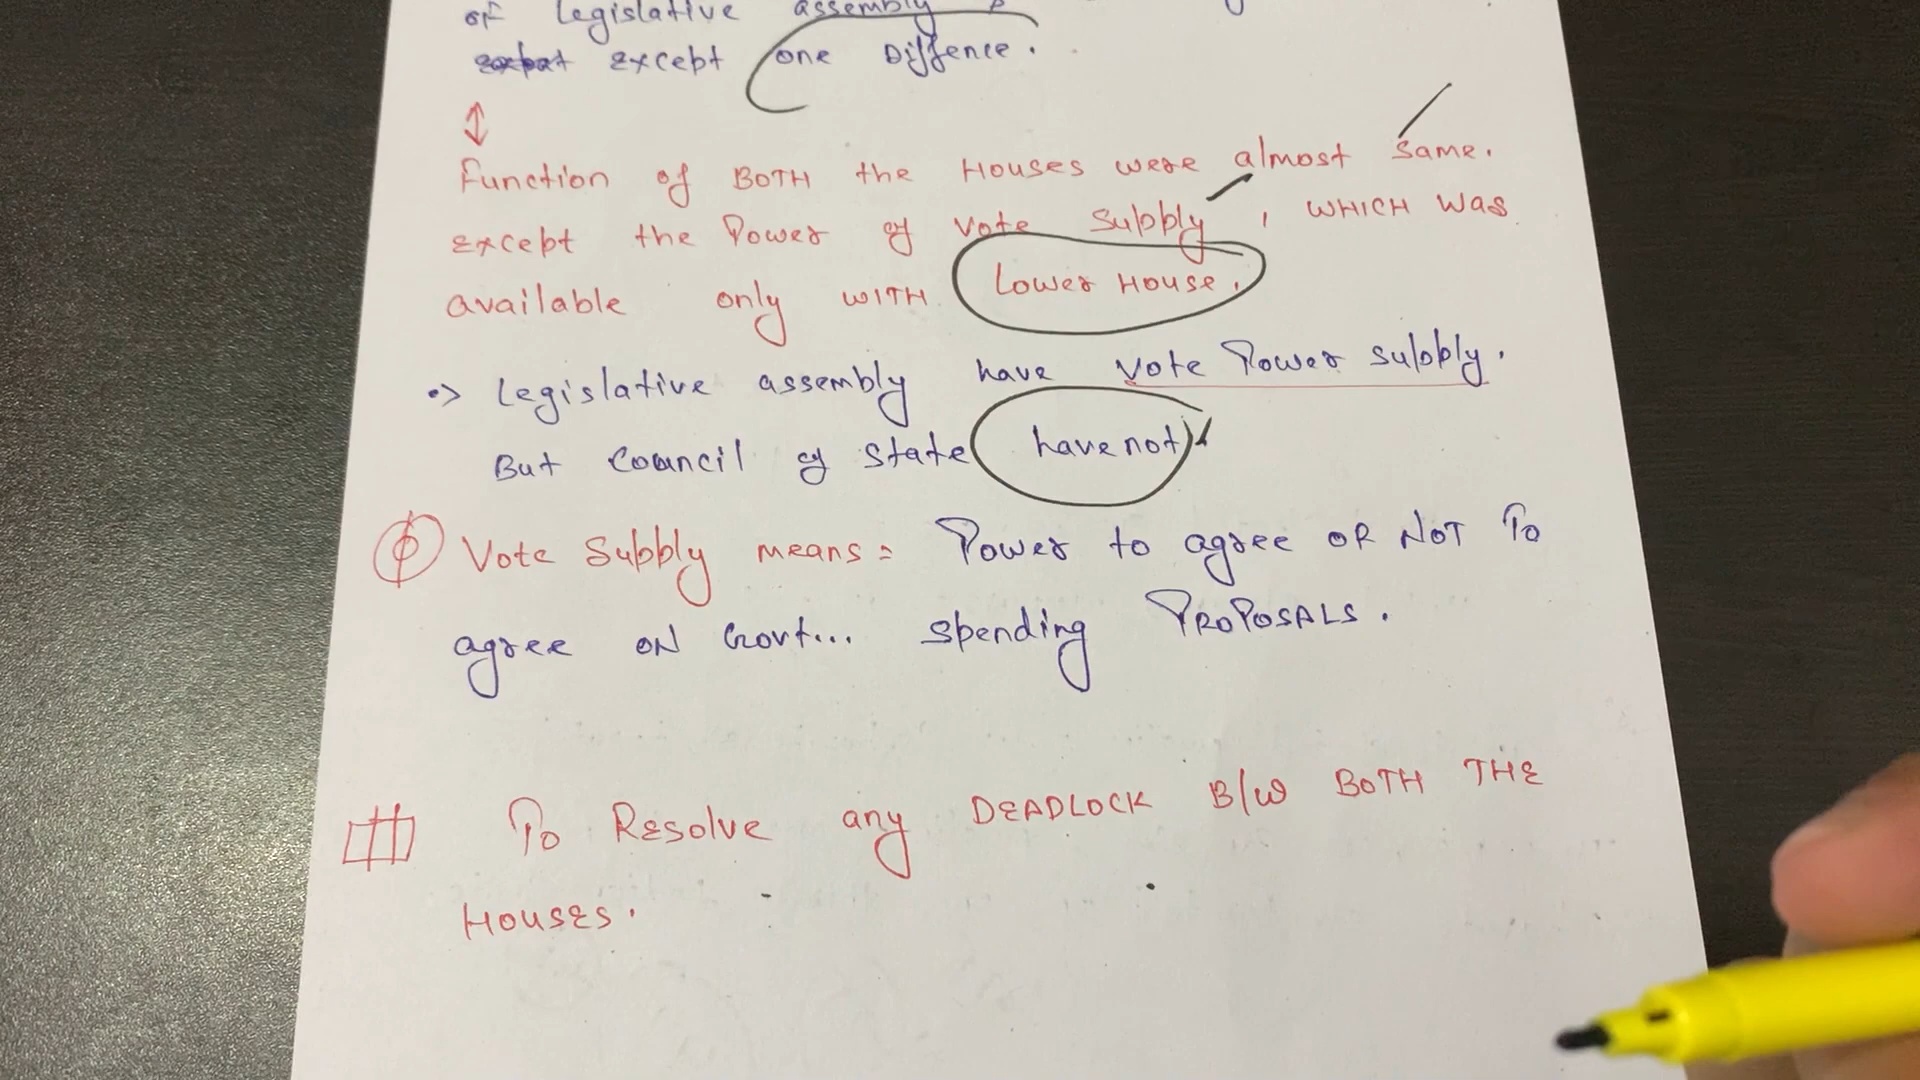 of legislative assembly
except one Diffence.
Function of BOTH the Houses were almost same.
except the Power of vote supply, WHICH was
available only WITH Lower House.
legislative assembly have vote Power supply.
But council of state have not
Vote Supply means = Power to agree OR NOT To
agree ON Govt... spending PROPOSALS.
To Resolve any DEADLOCK B/W BOTH THE
HOUSES.